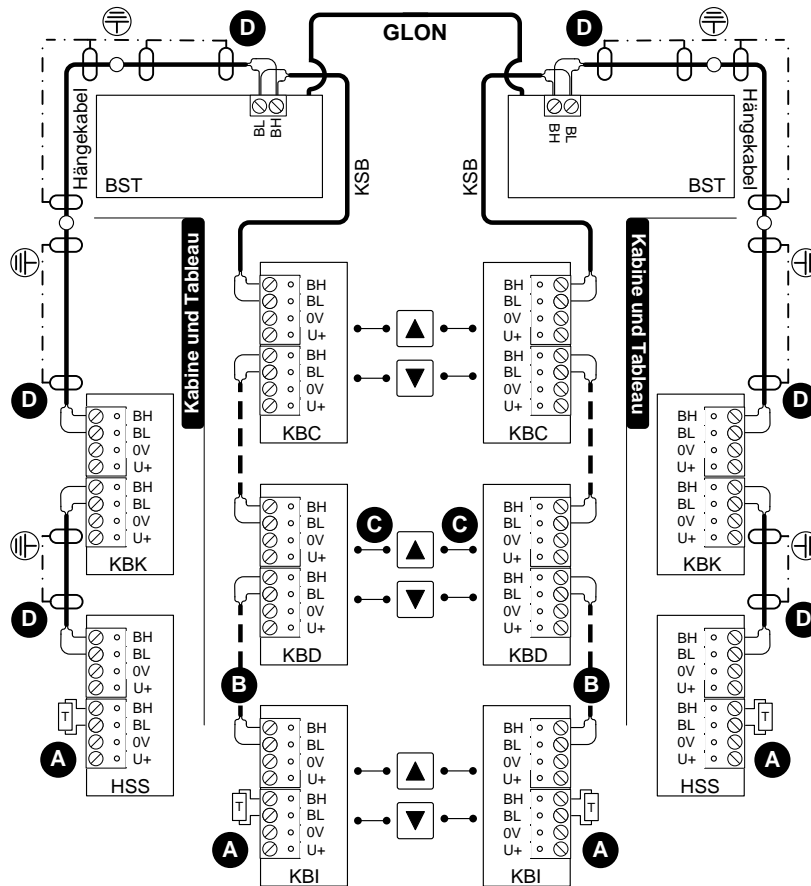 D
GLON
D
Hängekabel
BL
BH
BST
KSB
KSB
BH
BL
BST
Hängekabel
Kabine und Tableau
Kabine und Tableau
BH
BL
0V
U+
BH
BL
0V
U+
KBC
BH
BL
0V
U+
BH
BL
0V
U+
KBC
D
BH
BL
0V
U+
BH
BL
0V
U+
KBK
D
BH
BL
0V
U+
BH
BL
0V
U+
KBK
BH
BL
0V
U+
BH
BL
0V
U+
KBD
C
C
BH
BL
0V
U+
BH
BL
0V
U+
KBD
D
BH
BL
0V
U+
BH
BL
0V
U+
HSS
T
A
B
B
D
BH
BL
0V
U+
BH
BL
0V
U+
HSS
T
A
BH
BL
0V
U+
BH
BL
0V
U+
KBI
T
A
BH
BL
0V
U+
BH
BL
0V
U+
KBI
T
A